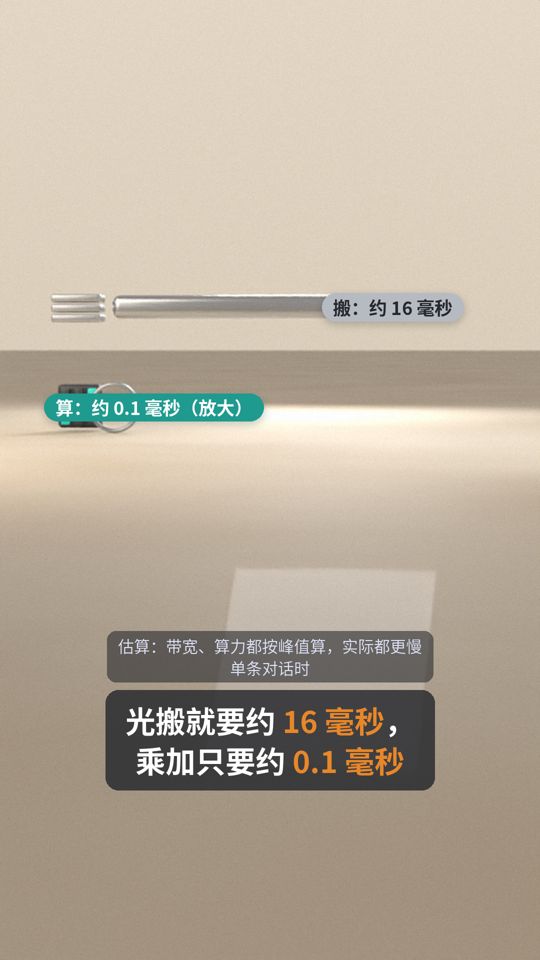 搬：约 16 毫秒
算：约 0.1 毫秒（放大）
估算：带宽、算力都按峰值算，实际都更慢
单条对话时
光搬就要约 16 毫秒，
乘加只要约 0.1 毫秒